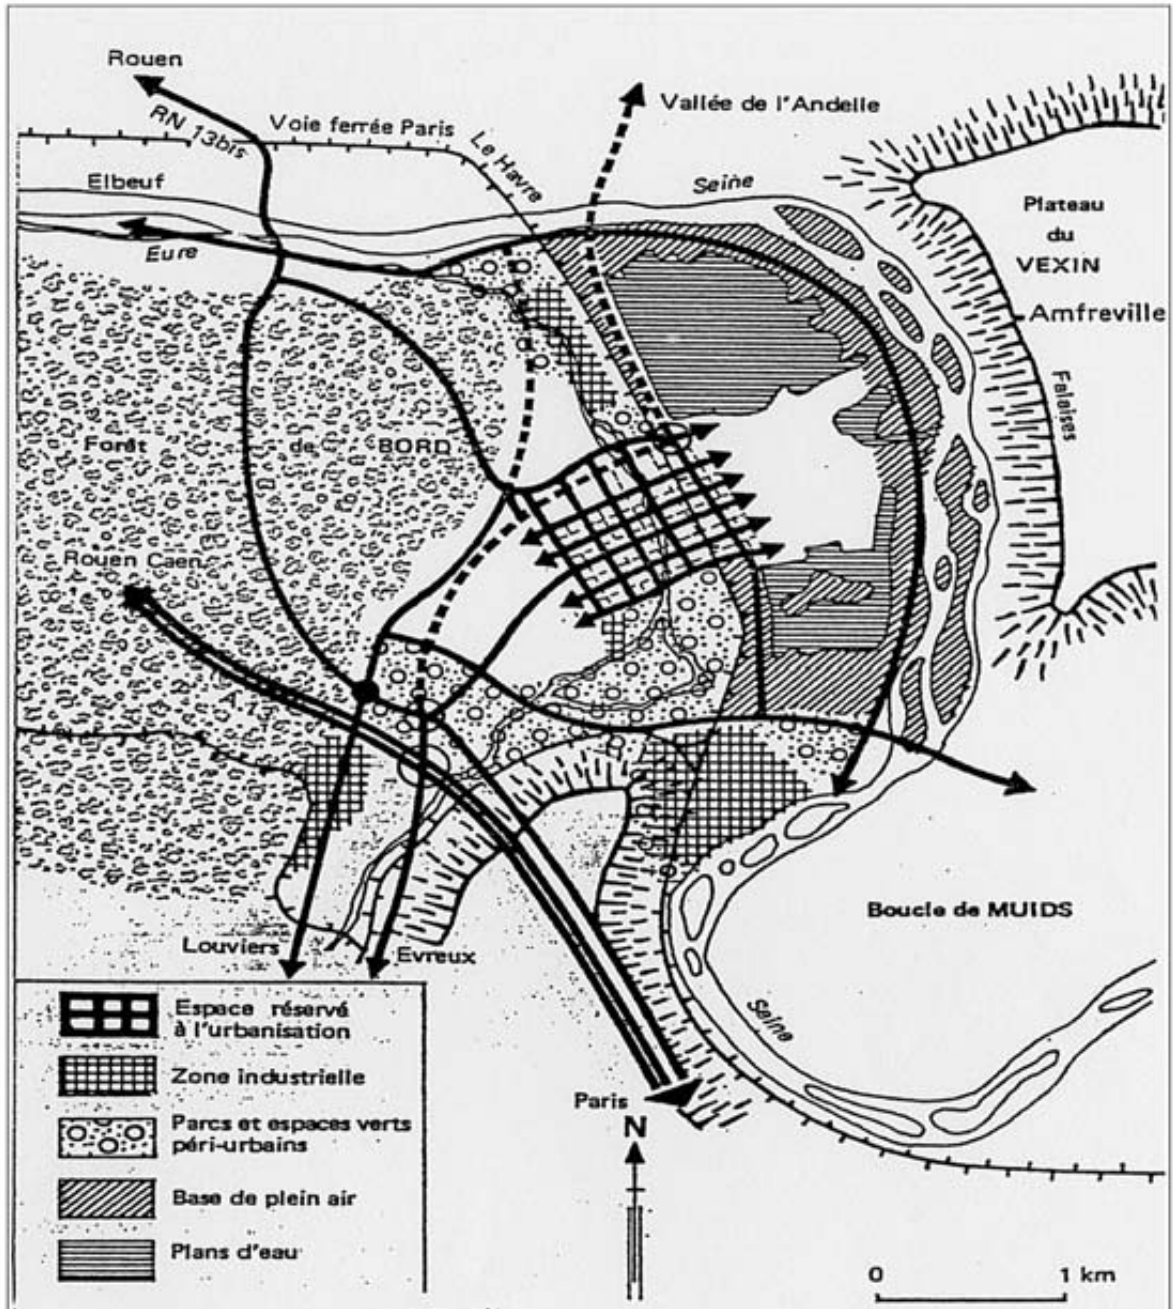 Rouen
RN 13bis
Voie ferrée Paris
Le Havre
Vallée de l'Andelle
Elbeuf
Seine
Eure
Plateau
du
VEXIN
Amfreville
Falaises
Forêt
de
BORD
Rouen Caen
Boucle de MUIDS
Louviers
Evreux
Seine
Paris
N
Espace réservé
à l'urbanisation
Zone industrielle
Parcs et espaces verts
péri-urbains
Base de plein air
Plans d'eau
0 1 km